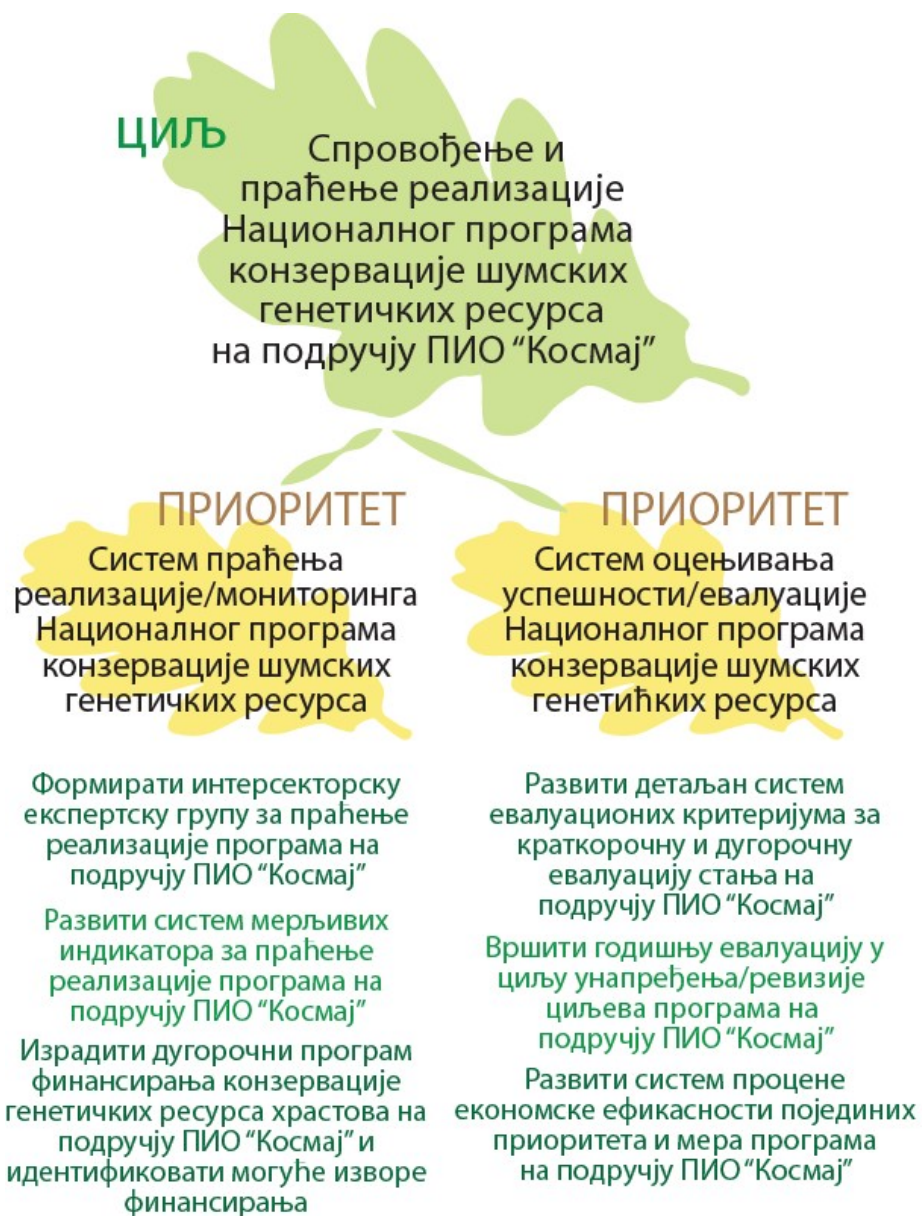 ЦИЉ
Спровођење и
праћење реализације
Националног програма
конзервације шумских
генетичких ресурса
на подручју ПИО “Космај”
ПРИОРИТЕТ
Систем праћења
реализације/мониторинга
Националног програма
конзервације шумских
генетичких ресурса
Формирати интерсекторску
експертску групу за праћење
реализације програма на
подручју ПИО “Космај”
Развити систем мерљивих
индикатора за праћење
реализације програма на
подручју ПИО “Космај”
Израдити дугорочни програм
финансирања конзервације
генетичких ресурса храстова на
подручју ПИО “Космај” и
идентификовати могуће изворе
финансирања
ПРИОРИТЕТ
Систем оцењивања
успешности/евалуације
Националног програма
конзервације шумских
генетићких ресурса
Развити детаљан систем
евалуационих критеријума за
краткорочну и дугорочну
евалуацију стања на
подручју ПИО “Космај”
Вршити годишњу евалуацију у
циљу унапређења/ревизије
циљева програма на
подручју ПИО “Космај”
Развити систем процене
економске ефикасности појединих
приоритета и мера програма
на подручју ПИО “Космај”